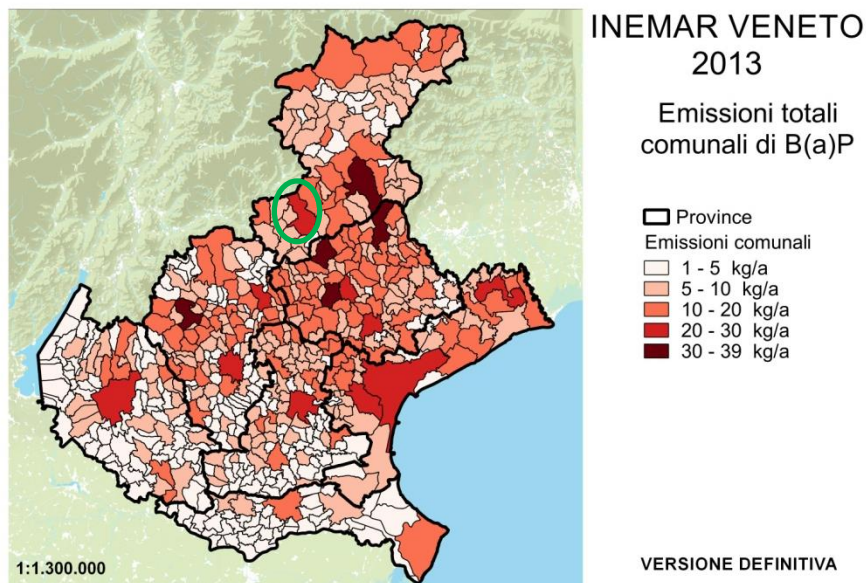 INEMAR VENETO
2013
Emissioni totali
comunali di B(a)P
Province
Emissioni comunali
1 - 5 kg/a
5 - 10 kg/a
10 - 20 kg/a
20 - 30 kg/a
30 - 39 kg/a
1:1.300.000
VERSIONE DEFINITIVA